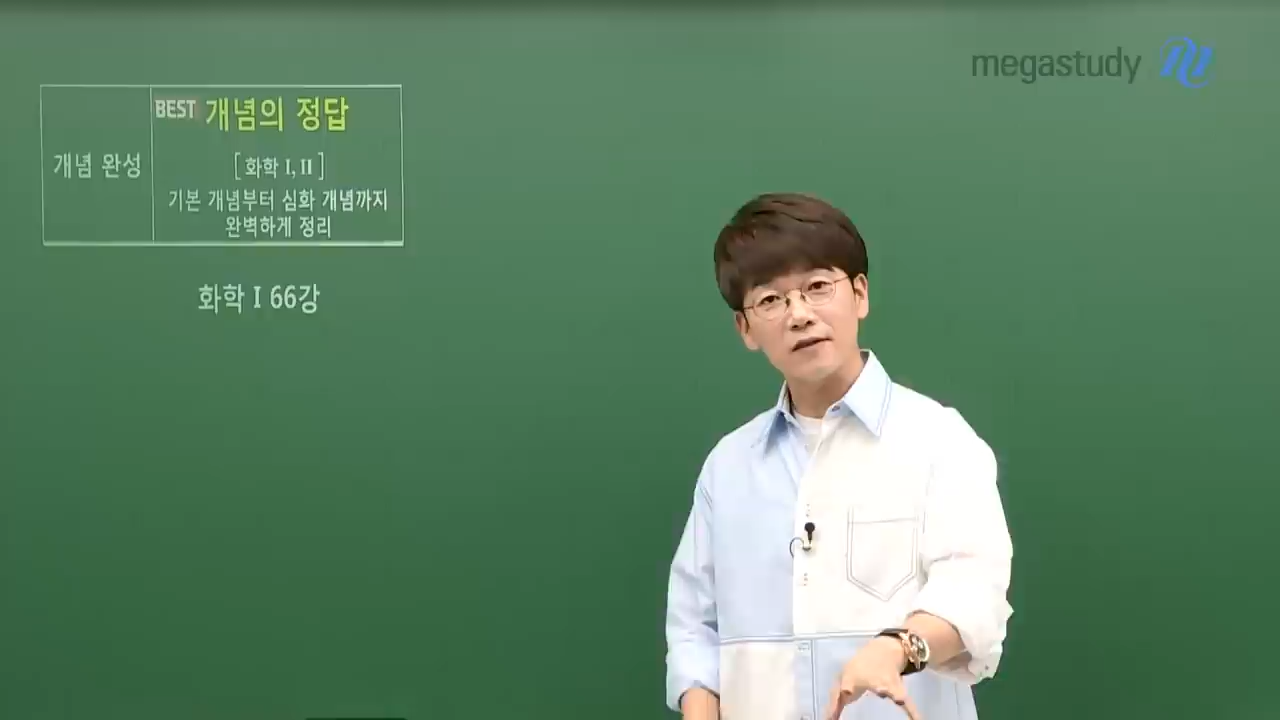 megastudy
개념 완성
BEST 개념의 정답
[화학 I, II]
기본 개념부터 심화 개념까지
완벽하게 정리
화학 I 66강